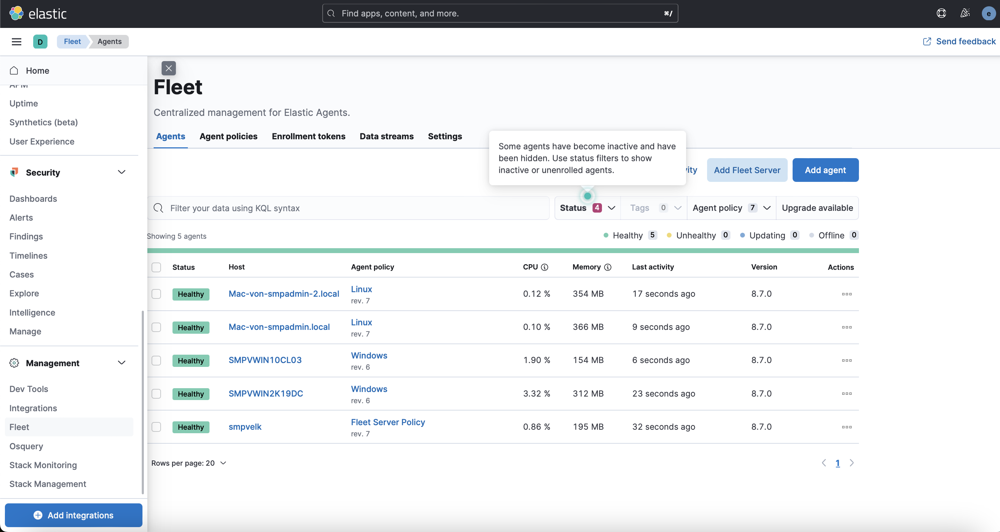 elastic
Find apps, content, and more.
⌘/
e
D
Fleet
Agents
Send feedback
Home
APM
Uptime
Synthetics (beta)
User Experience
Security
Dashboards
Alerts
Findings
Timelines
Cases
Explore
Intelligence
Manage
Management
Dev Tools
Integrations
Fleet
Osquery
Stack Monitoring
Stack Management
Add integrations
Fleet
Centralized management for Elastic Agents.
Agents Agent policies Enrollment tokens Data streams Settings
Some agents have become inactive and have
been hidden. Use status filters to show
inactive or unenrolled agents.
Add Fleet Server
Add agent
Filter your data using KQL syntax
Status 4 Tags 0 Agent policy 7 Upgrade available
Showing 5 agents
Healthy 5 Unhealthy 0 Updating 0 Offline 0
Status Host Agent policy CPU Memory Last activity Version Actions
Healthy Mac-von-smpadmin-2.local Linux 0.12 % 354 MB 17 seconds ago 8.7.0
rev. 7
Healthy Mac-von-smpadmin.local Linux 0.10 % 366 MB 9 seconds ago 8.7.0
rev. 7
Healthy SMPVWIN10CL03 Windows 1.90 % 154 MB 6 seconds ago 8.7.0
rev. 6
Healthy SMPVWIN2K19DC Windows 3.32 % 312 MB 23 seconds ago 8.7.0
rev. 6
Healthy smpvelk Fleet Server Policy 0.86 % 195 MB 32 seconds ago 8.7.0
rev. 7
Rows per page: 20
1